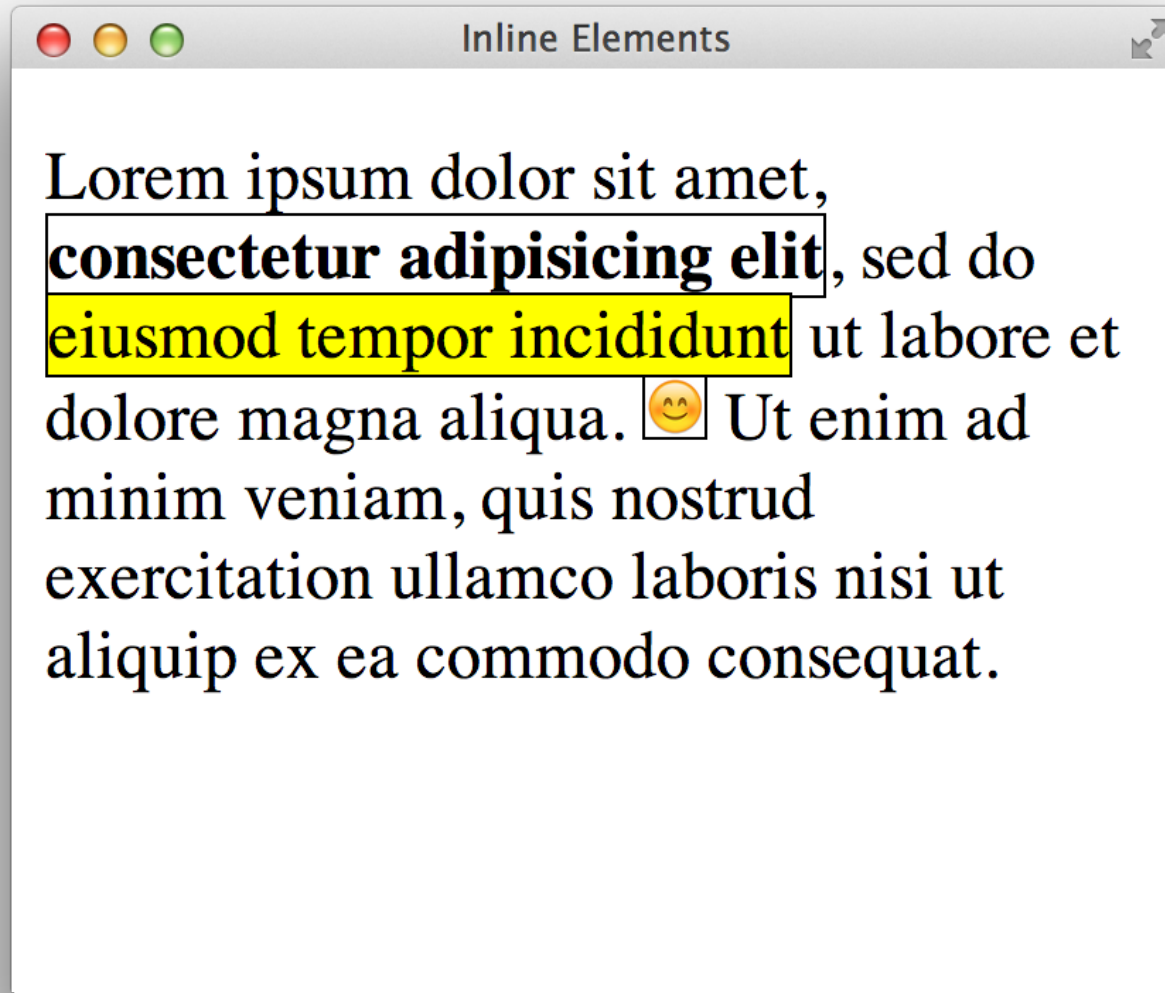 Inline Elements
Lorem ipsum dolor sit amet,
consectetur adipisicing elit, sed do
eiusmod tempor incididunt ut labore et
dolore magna aliqua. 😊 Ut enim ad
minim veniam, quis nostrud
exercitation ullamco laboris nisi ut
aliquip ex ea commodo consequat.